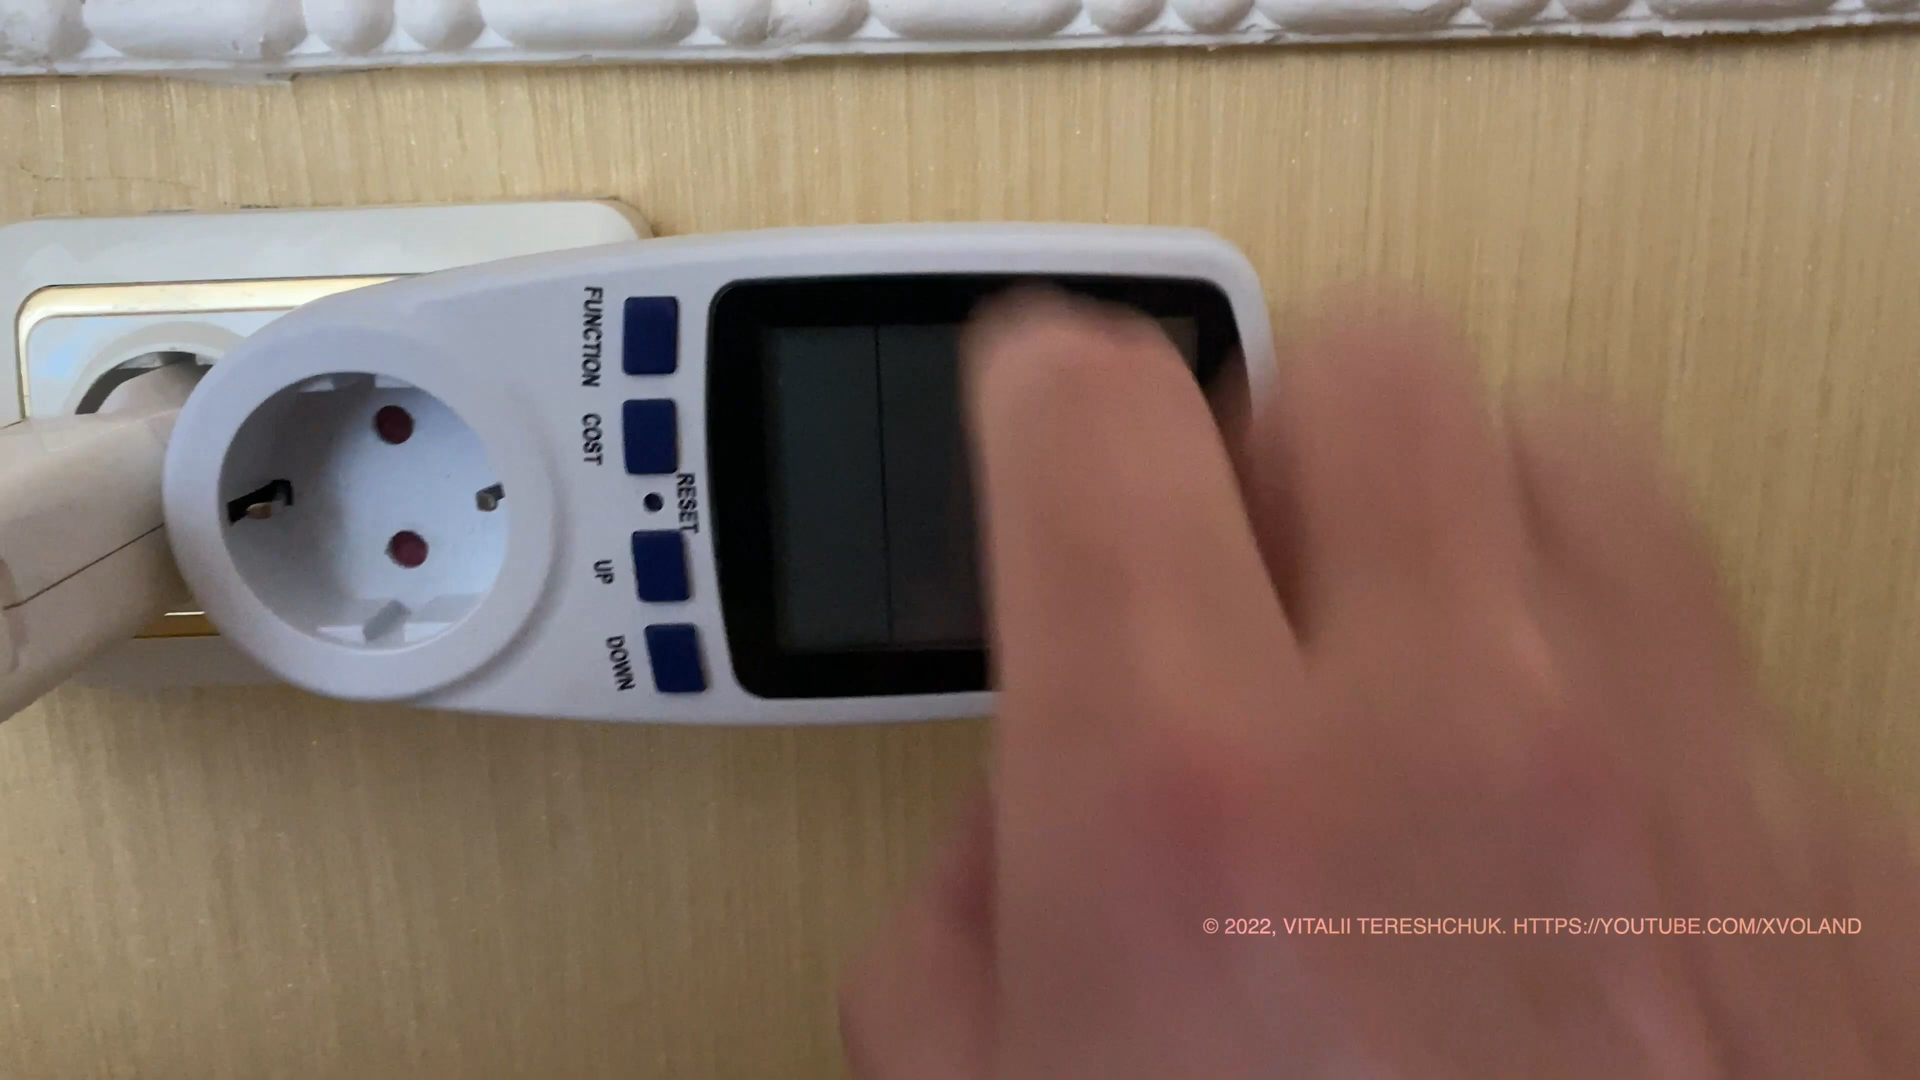 FUNCTION
COST
RESET
UP
DOWN
© 2022, VITALII TERESHCHUK. HTTPS://YOUTUBE.COM/XVOLAND